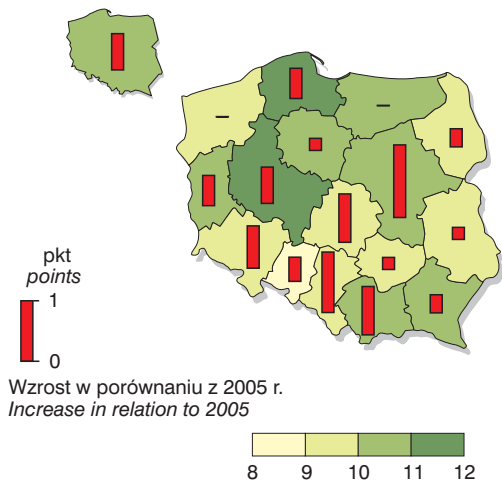 pkt
points
1
0
Wzrost w porównaniu z 2005 r.
Increase in relation to 2005
8 9 10 11 12